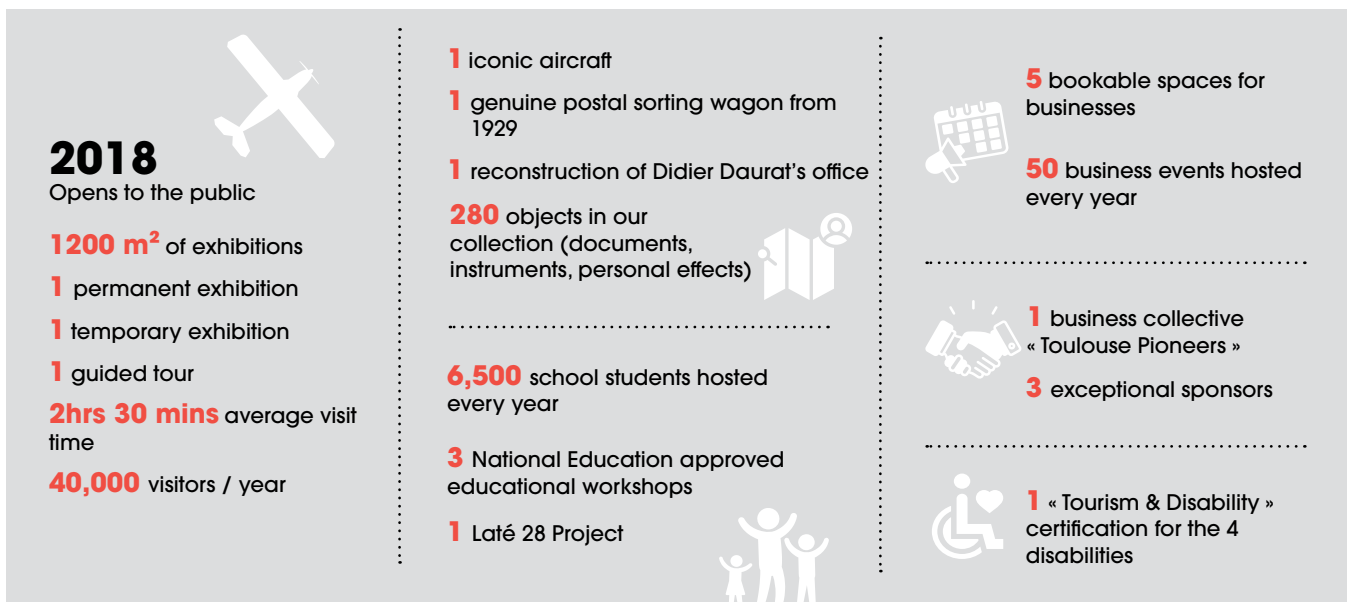 2018
Opens to the public
1200 m² of exhibitions
1 permanent exhibition
1 temporary exhibition
1 guided tour
2hrs 30 mins average visit
time
40,000 visitors / year
1 iconic aircraft
1 genuine postal sorting wagon from
1929
1 reconstruction of Didier Daurat’s office
280 objects in our
collection (documents,
instruments, personal effects)
6,500 school students hosted
every year
3 National Education approved
educational workshops
1 Laté 28 Project
5 bookable spaces for
businesses
50 business events hosted
every year
1 business collective
« Toulouse Pioneers »
3 exceptional sponsors
1 « Tourism & Disability »
certification for the 4
disabilities